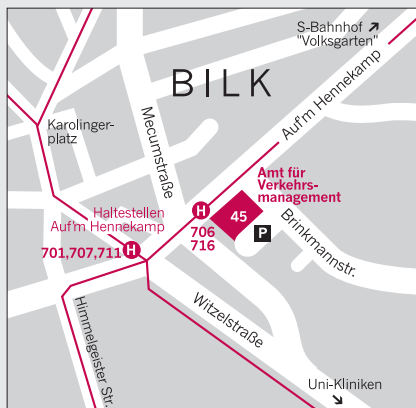 S-Bahnhof
"Volksgarten"
BILK
Auf'm Hennekamp
Karolinger-
platz
Mecumstraße
Amt für
Verkehrs-
management
Haltestellen
Auf'm Hennekamp
H
45
706
716
P
Brinkmannstr.
701,707,711
H
Himmelgeister Str.
Witzelstraße
Uni-Kliniken